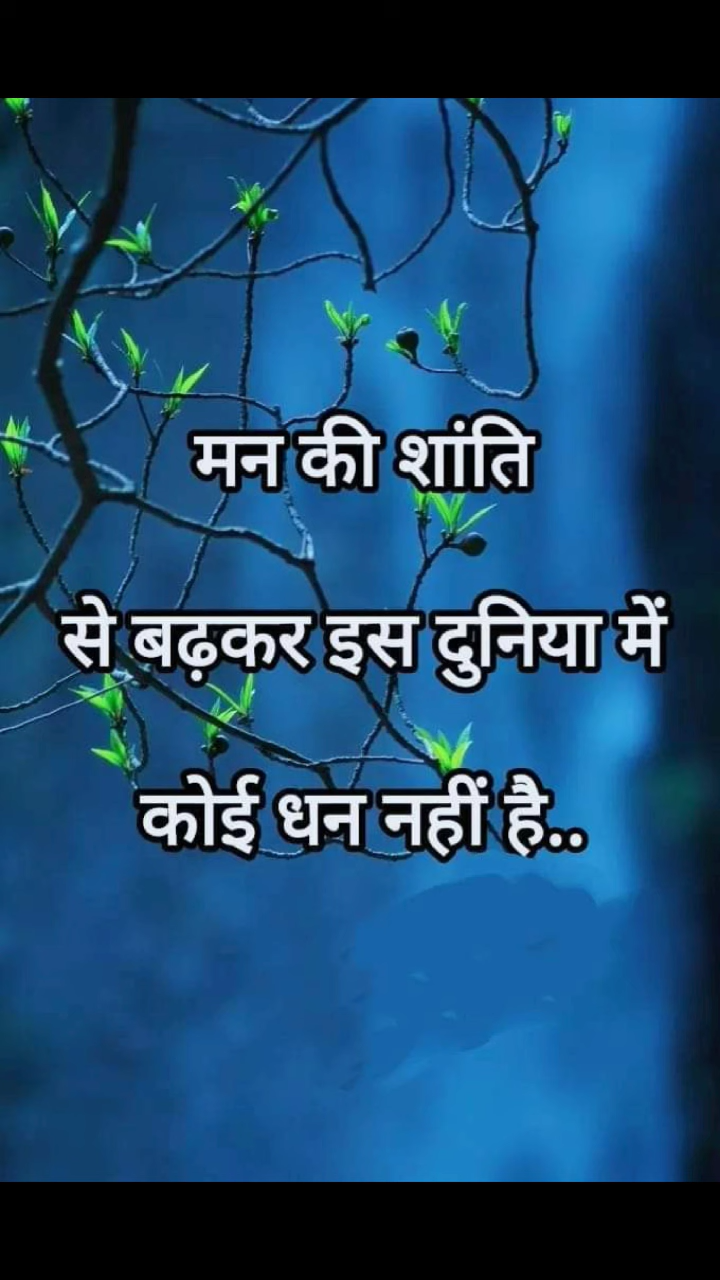 मन की शांति
से बढ़कर इस दुनिया में
कोई धन नहीं है..